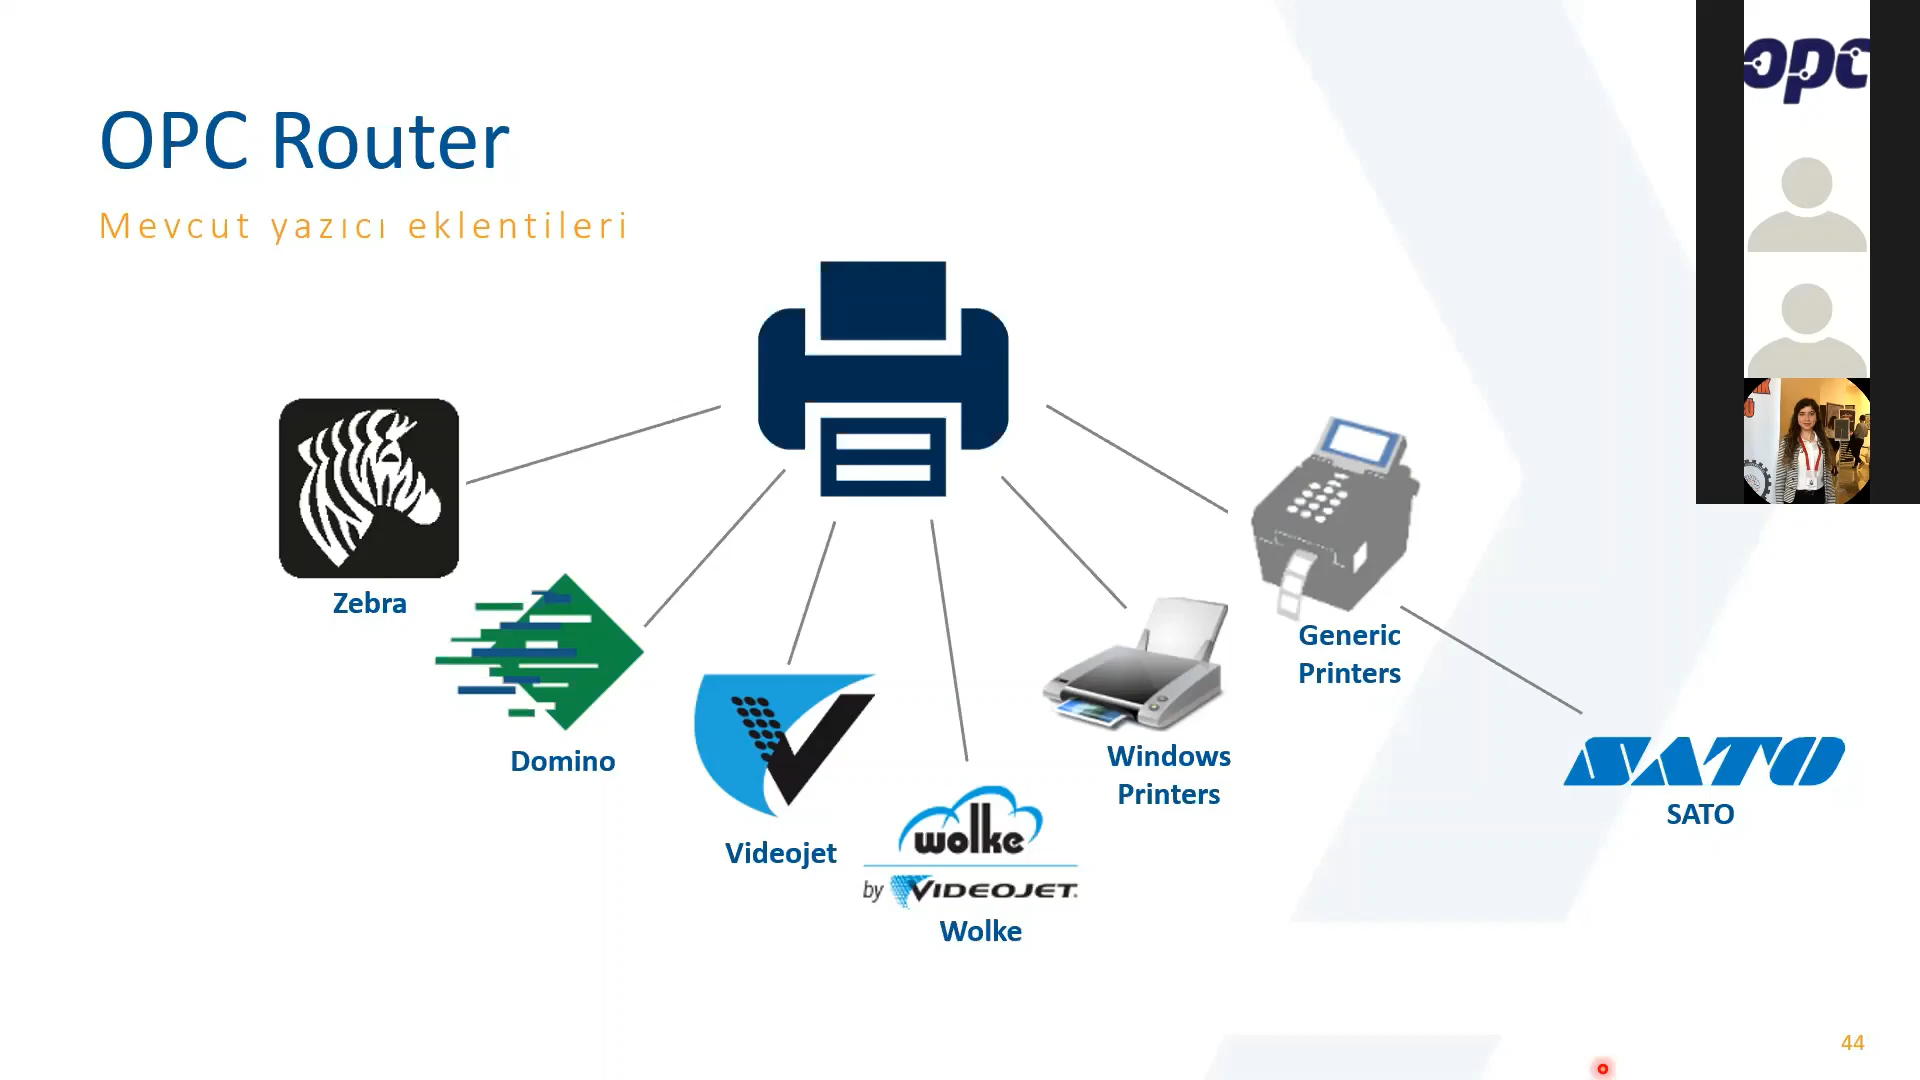 OPC Router
Mevcut yazıcı eklentileri
opc
Zebra
Domino
Videojet
wolke
by VIDEOJET
Wolke
Windows
Printers
Generic
Printers
SATO
SATO
44